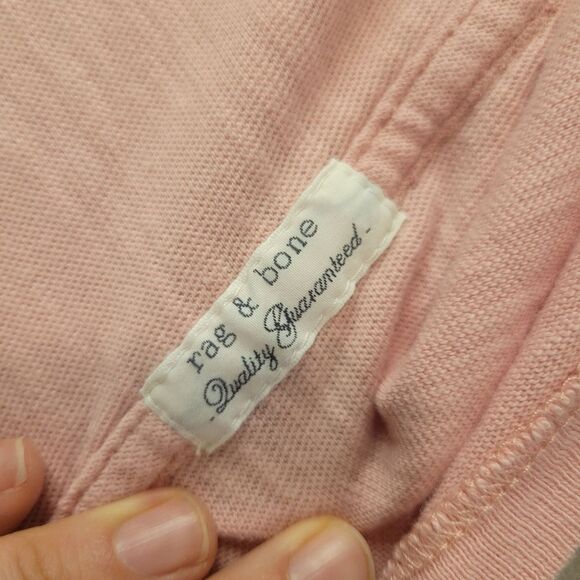 rag & bone
- Quality Guaranteed -